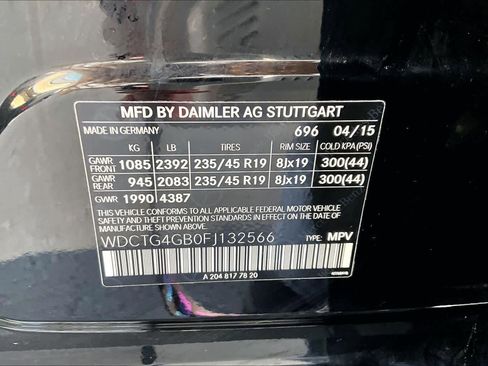 MFD BY DAIMLER AG STUTTGART
MADE IN GERMANY 696 04/15
KG LB TIRES RIM SIZE COLD KPA(PSI)
GAWR FRONT 1085 2392 235/45 R19 8Jx19 300(44)
GAWR REAR 945 2083 235/45 R19 8Jx19 300(44)
GVWR 1990 4387
THIS VEHICLE CONFORMS TO ALL APPLICABLE FEDERAL MOTOR VEHICLE
SAFETY AND THEFT PREVENTION STANDARDS IN EFFECT ON THE DATE OF
MANUFACTURE SHOWN ABOVE.
WDCTG4GB0FJ132566 TYPE: MPV
A 204 817 78 20